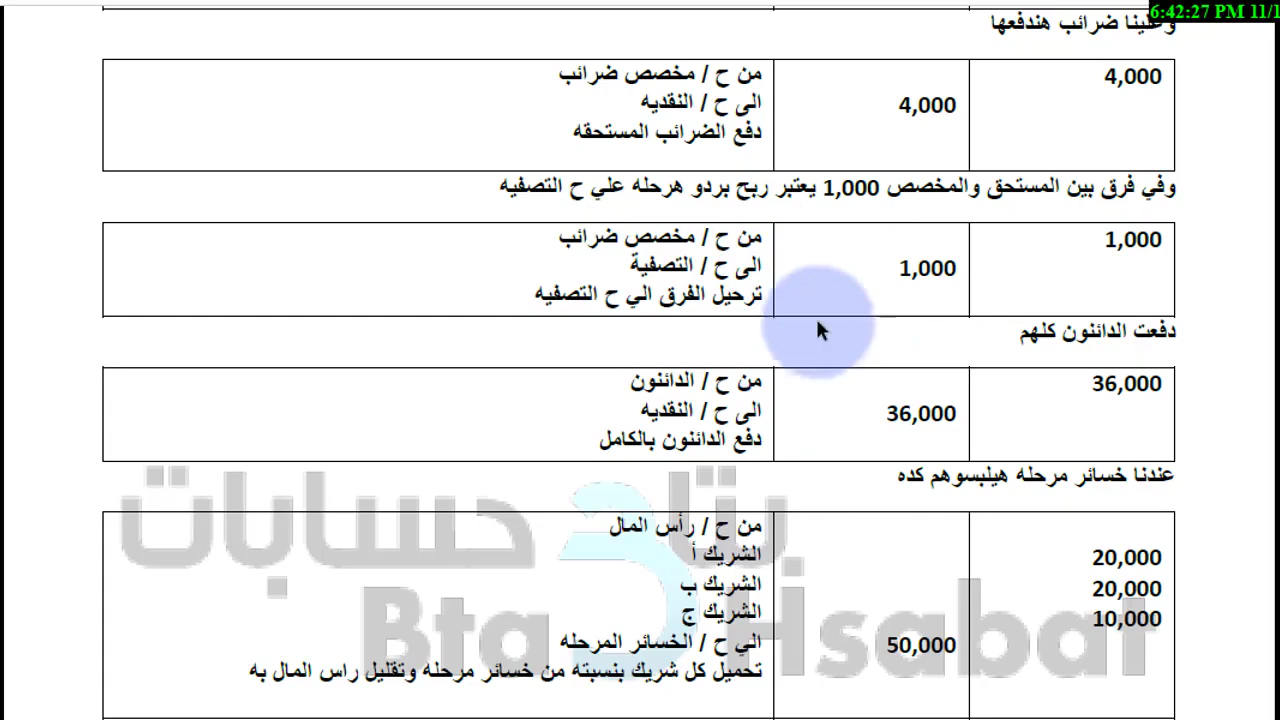 6:42:27 PM 11/1
وعلينا ضرائب هندفعها
4,000
4,000
من ح / مخصص ضرائب
الى ح / النقديه
دفع الضرائب المستحقه
وفي فرق بين المستحق والمخصص 1,000 يعتبر ربح بردو هرحله علي ح التصفيه
1,000
1,000
من ح / مخصص ضرائب
الى ح / التصفية
ترحيل الفرق الي ح التصفيه
دفعت الدائنون كلهم
36,000
36,000
من ح / الدائنون
الى ح / النقديه
دفع الدائنون بالكامل
عندنا خسائر مرحله هيلبسوهم كده
20,000
20,000
10,000
50,000
من ح / رأس المال
الشريك أ
الشريك ب
الشريك ج
الي ح / الخسائر المرحله
تحميل كل شريك بنسبته من خسائر مرحله وتقليل راس المال به
بتاع حسابات
Bta3 Hsabat